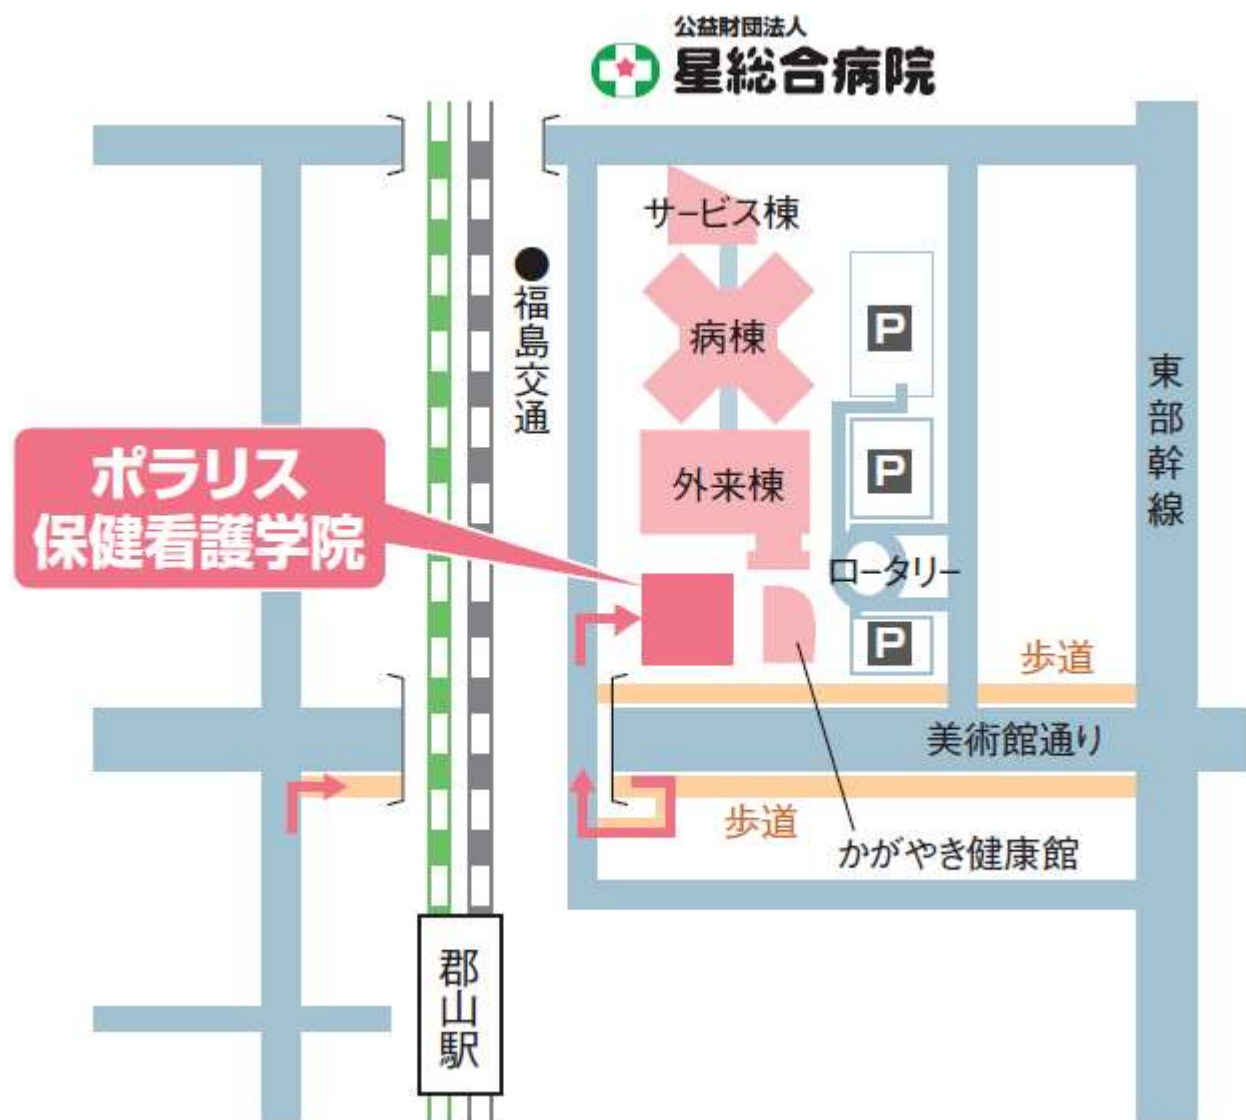 公益財団法人
星総合病院
サービス棟
福島交通
病棟
P
東部幹線
ポラリス
保健看護学院
外来棟
P
ロータリー
P
歩道
美術館通り
歩道
かがやき健康館
郡山駅